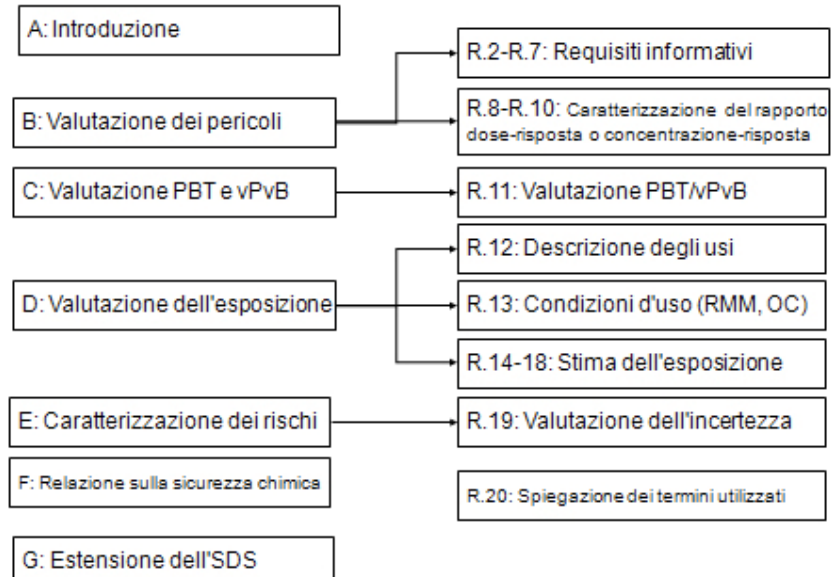 A: Introduzione
R.2-R.7: Requisiti informativi
B: Valutazione dei pericoli
R.8-R.10: Caratterizzazione del rapporto
dose-risposta o concentrazione-risposta
C: Valutazione PBT e vPvB
R.11: Valutazione PBT/vPvB
R.12: Descrizione degli usi
D: Valutazione dell'esposizione
R.13: Condizioni d'uso (RMM, OC)
R.14-18: Stima dell'esposizione
E: Caratterizzazione dei rischi
R.19: Valutazione dell'incertezza
F: Relazione sulla sicurezza chimica
R.20: Spiegazione dei termini utilizzati
G: Estensione dell'SDS